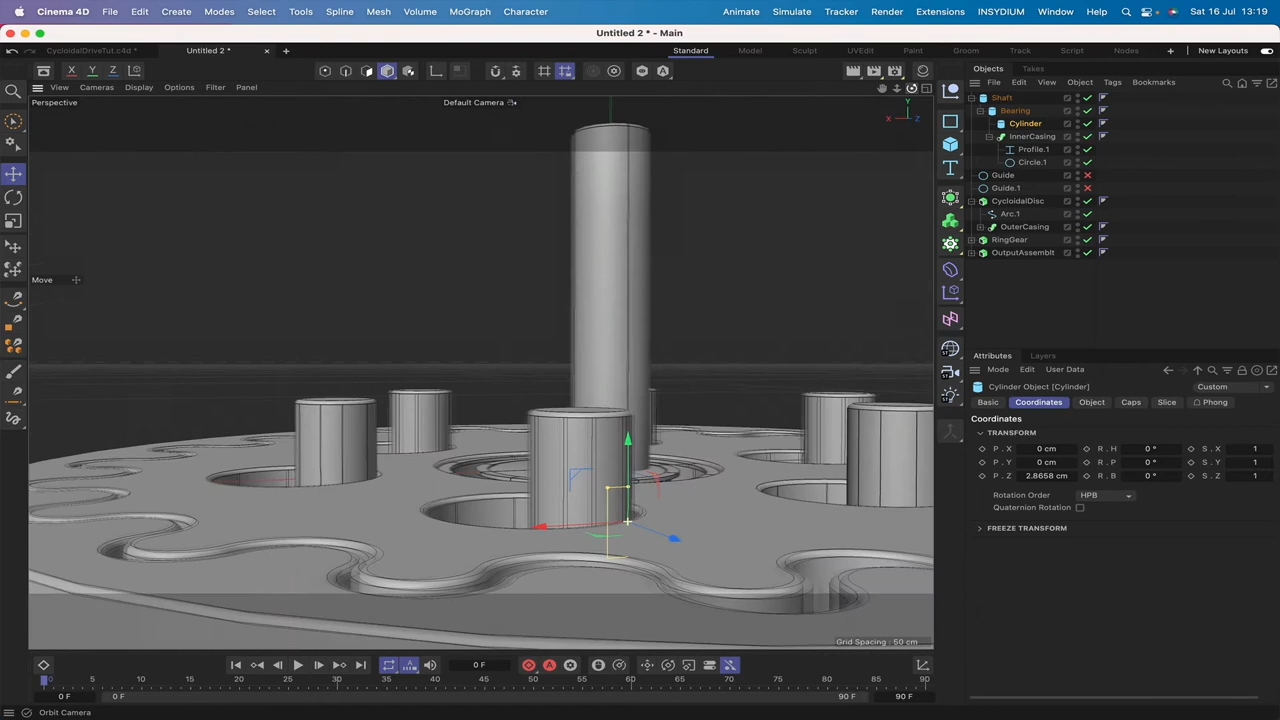 Cinema 4D File Edit Create Modes Select Tools Spline Mesh Volume MoGraph Character Animate Simulate Tracker Render Extensions INSYDIUM Window Help Sat 16 Jul 13:19
Untitled 2 * - Main
CycloidalDriveTut.c4d * Untitled 2 * Standard Model Sculpt UVEdit Paint Groom Track Script Nodes New Layouts
Objects Takes
View Cameras Display Options Filter Panel
File Edit View Object Tags Bookmarks
Perspective
Default Camera
Y
X
Z
Shaft
Bearing
Cylinder
InnerCasing
Profile.1
Circle.1
Guide
Guide.1
CycloidalDisc
Arc.1
OuterCasing
RingGear
OutputAssemblt
Move
Attributes Layers
Mode Edit User Data
Cylinder Object [Cylinder]
Custom
Basic Coordinates Object Caps Slice Phong
Coordinates
TRANSFORM
P . X 0 cm R . H 0 ° S . X 1
P . Y 0 cm R . P 0 ° S . Y 1
P . Z 2.8658 cm R . B 0 ° S . Z 1
Rotation Order HPB
Quaternion Rotation
FREEZE TRANSFORM
Grid Spacing : 50 cm
0 F
0 5 10 15 20 25 30 35 40 45 50 55 60 65 70 75 80 85 90
0 F 0 F 90 F 90 F
Orbit Camera